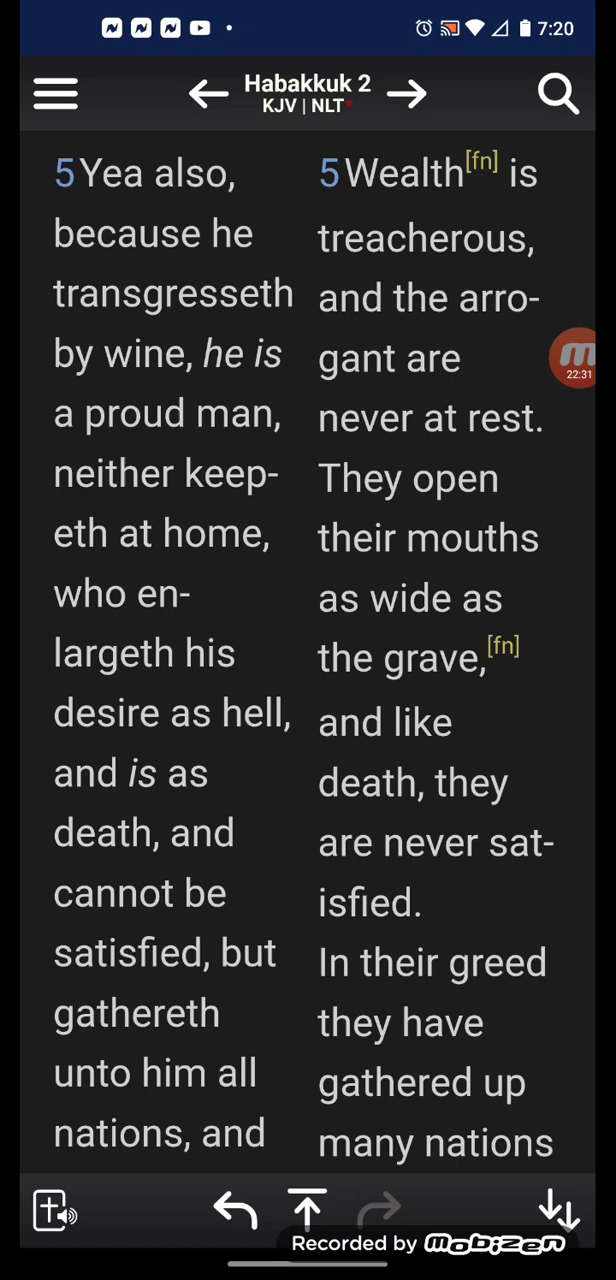 7:20
Habakkuk 2
KJV | NLT*
5 Yea also,
because he
transgresseth
by wine, he is
a proud man,
neither keep-
eth at home,
who en-
largeth his
desire as hell,
and is as
death, and
cannot be
satisfied, but
gathereth
unto him all
nations, and
5 Wealth[fn] is
treacherous,
and the arro-
gant are
never at rest.
They open
their mouths
as wide as
the grave,[fn]
and like
death, they
are never sat-
isfied.
In their greed
they have
gathered up
many nations
22:31
Recorded by mobizen